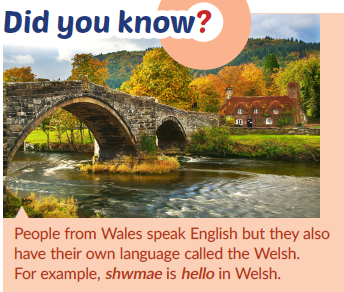 Did you know?
People from Wales speak English but they also
have their own language called the Welsh.
For example, shwmae is hello in Welsh.